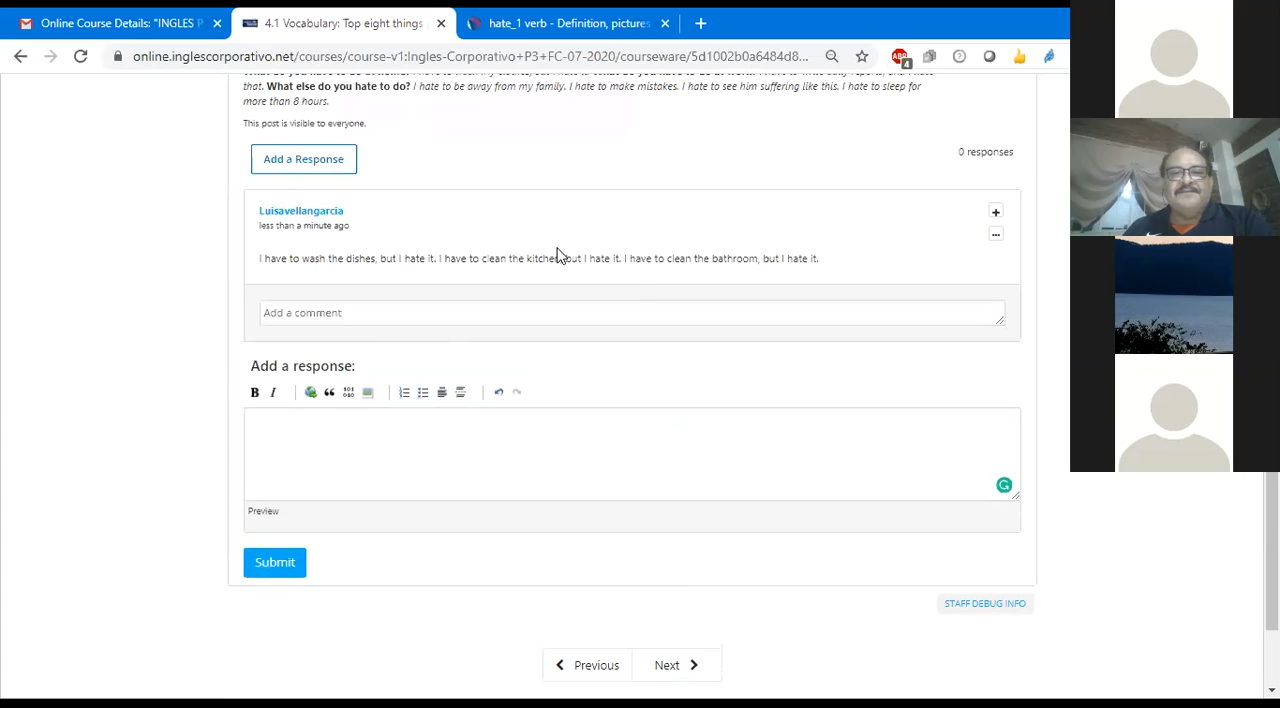 Online Course Details: "INGLES P
4.1 Vocabulary: Top eight things
hate_1 verb - Definition, pictures
online.inglescorporativo.net/courses/course-v1:Ingles-Corporativo+P3+FC-07-2020/courseware/5d1002b0a6484d8...
ABP
4
that. What else do you hate to do? I hate to be away from my family. I hate to make mistakes. I hate to see him suffering like this. I hate to sleep for
more than 8 hours.
This post is visible to everyone.
Add a Response
0 responses
Luisavellangarcia
less than a minute ago
I have to wash the dishes, but I hate it. I have to clean the kitchen, but I hate it. I have to clean the bathroom, but I hate it.
Add a comment
Add a response:
B I
Preview
Submit
STAFF DEBUG INFO
Previous
Next